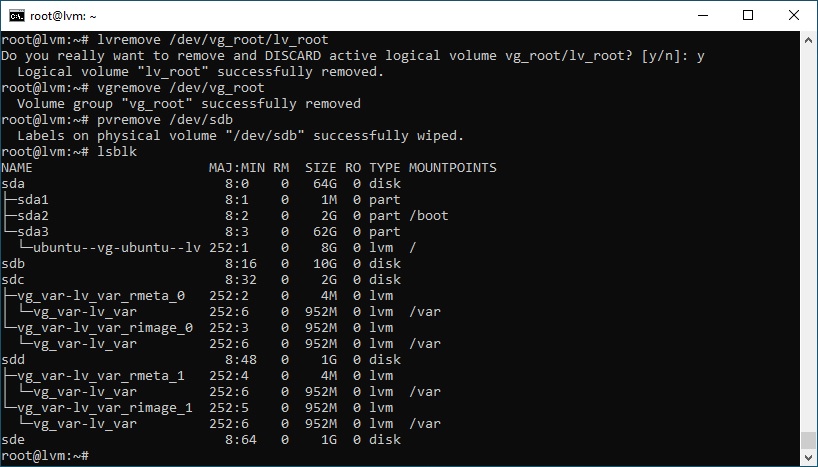 root@lvm: ~
root@lvm:~# lvremove /dev/vg_root/lv_root
Do you really want to remove and DISCARD active logical volume vg_root/lv_root? [y/n]: y
  Logical volume "lv_root" successfully removed.
root@lvm:~# vgremove /dev/vg_root
  Volume group "vg_root" successfully removed
root@lvm:~# pvremove /dev/sdb
  Labels on physical volume "/dev/sdb" successfully wiped.
root@lvm:~# lsblk
NAME                      MAJ:MIN RM  SIZE RO TYPE MOUNTPOINTS
sda                         8:0    0   64G  0 disk
├─sda1                      8:1    0    1M  0 part
├─sda2                      8:2    0    2G  0 part /boot
└─sda3                      8:3    0   62G  0 part
  └─ubuntu--vg-ubuntu--lv 252:1    0    8G  0 lvm  /
sdb                         8:16   0   10G  0 disk
sdc                         8:32   0    2G  0 disk
├─vg_var-lv_var_rmeta_0   252:2    0    4M  0 lvm
│ └─vg_var-lv_var         252:6    0  952M  0 lvm  /var
└─vg_var-lv_var_rimage_0  252:3    0  952M  0 lvm
  └─vg_var-lv_var         252:6    0  952M  0 lvm  /var
sdd                         8:48   0    1G  0 disk
├─vg_var-lv_var_rmeta_1   252:4    0    4M  0 lvm
│ └─vg_var-lv_var         252:6    0  952M  0 lvm  /var
└─vg_var-lv_var_rimage_1  252:5    0  952M  0 lvm
  └─vg_var-lv_var         252:6    0  952M  0 lvm  /var
sde                         8:64   0    1G  0 disk
root@lvm:~#